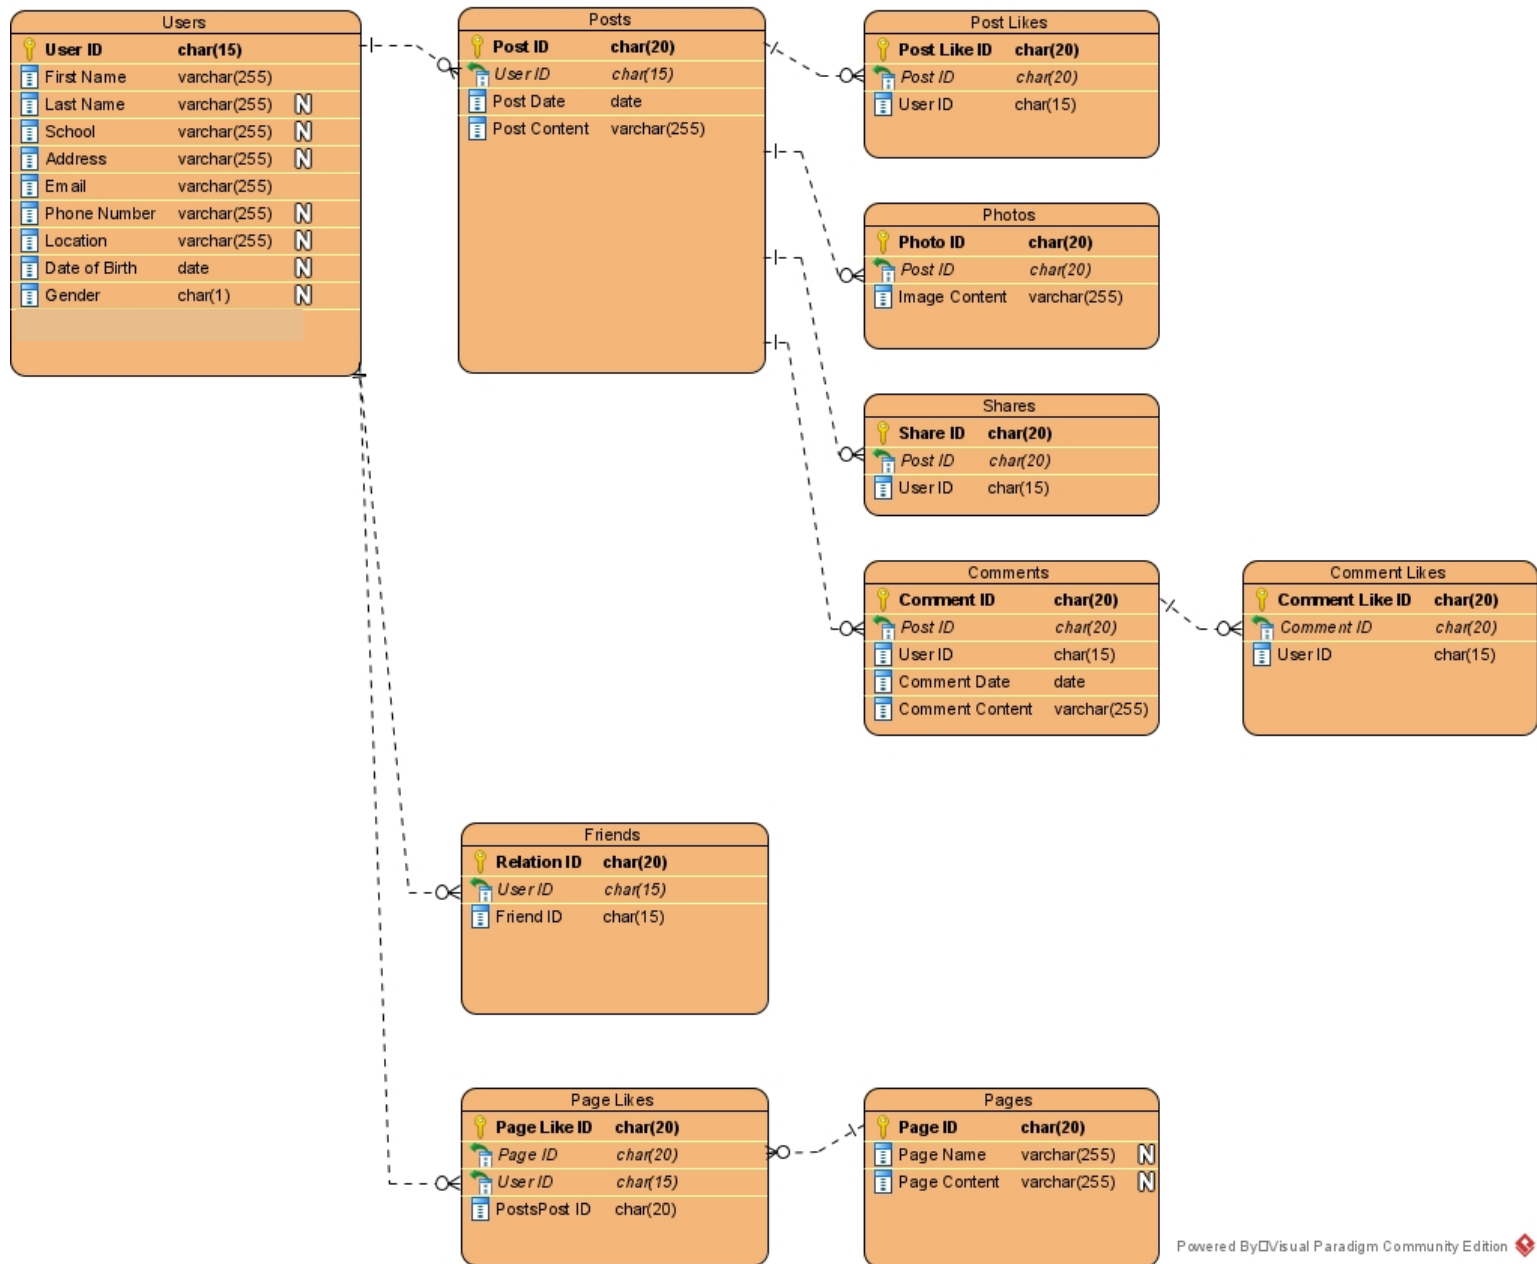 Users
User ID char(15)
First Name varchar(255)
Last Name varchar(255) N
School varchar(255) N
Address varchar(255) N
Email varchar(255)
Phone Number varchar(255) N
Location varchar(255) N
Date of Birth date N
Gender char(1) N
Posts
Post ID char(20)
User ID char(15)
Post Date date
Post Content varchar(255)
Post Likes
Post Like ID char(20)
Post ID char(20)
User ID char(15)
Photos
Photo ID char(20)
Post ID char(20)
Image Content varchar(255)
Shares
Share ID char(20)
Post ID char(20)
User ID char(15)
Comments
Comment ID char(20)
Post ID char(20)
User ID char(15)
Comment Date date
Comment Content varchar(255)
Comment Likes
Comment Like ID char(20)
Comment ID char(20)
User ID char(15)
Friends
Relation ID char(20)
User ID char(15)
Friend ID char(15)
Page Likes
Page Like ID char(20)
Page ID char(20)
User ID char(15)
PostsPost ID char(20)
Pages
Page ID char(20)
Page Name varchar(255) N
Page Content varchar(255) N
Powered By□Visual Paradigm Community Edition